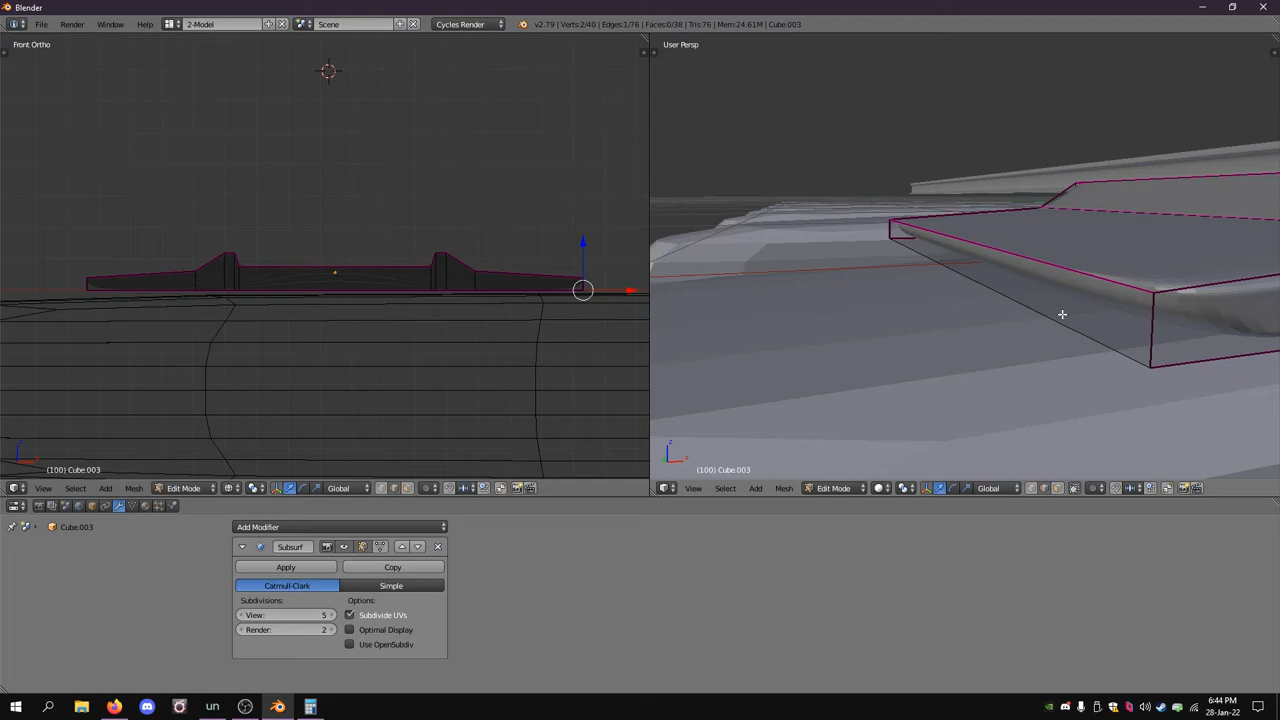 Blender
File Render Window Help 2-Model Scene Cycles Render v2.79 | Verts:2/40 | Edges:1/76 | Faces:0/38 | Tris:76 | Mem:24.61M | Cube.003
Front Ortho
User Persp
(100) Cube.003
(100) Cube.003
View Select Add Mesh Edit Mode Global
View Select Add Mesh Edit Mode Global
Cube.003
Add Modifier
Subsurf
Apply Copy
Catmull-Clark Simple
Subdivisions: Options:
View: 5 Subdivide UVs
Render: 2 Optimal Display
Use OpenSubdiv
un
6:44 PM
28-Jan-22